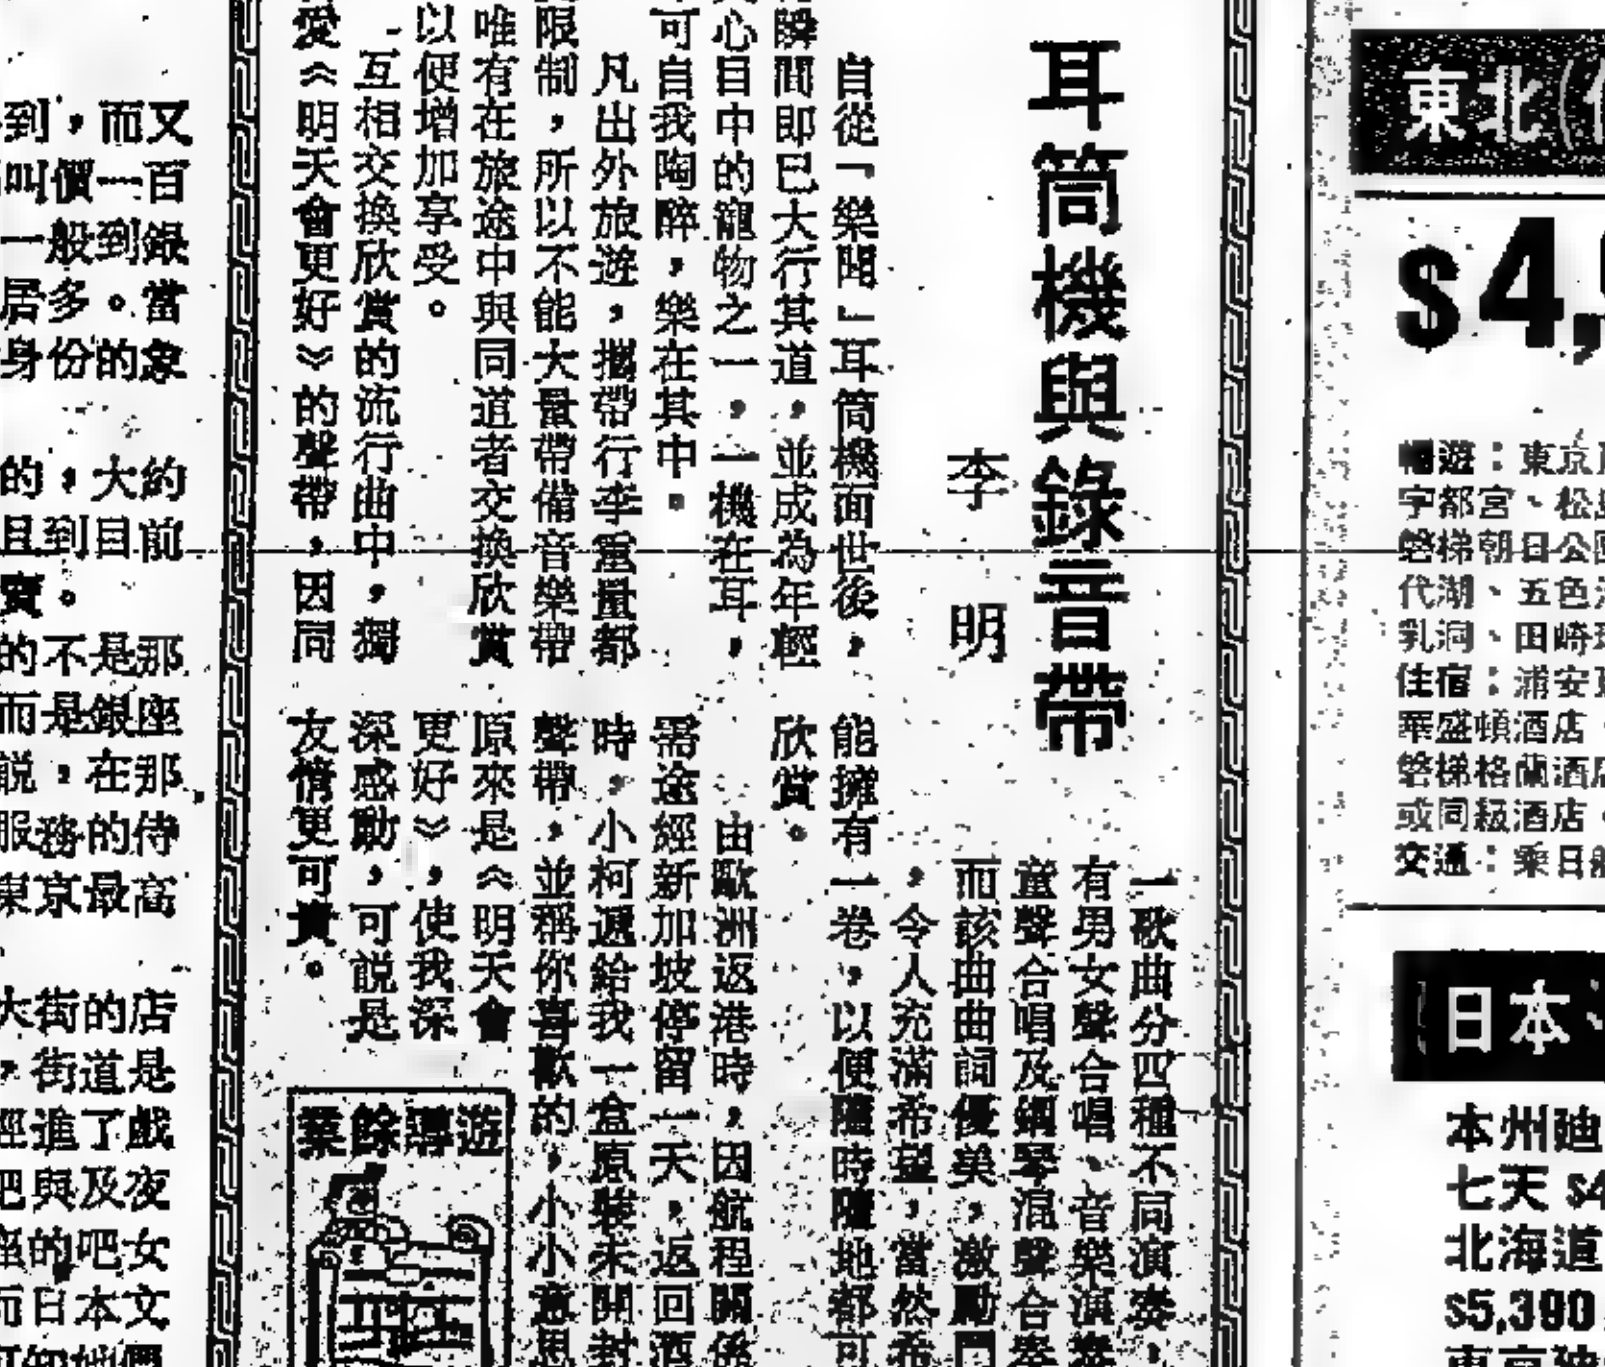 耳筒機與錄音帶
李明
自從「樂聞」耳筒機面世後，
瞬間即已大行其道，並成為年輕
心目中的寵物之一，一機在耳，
可自我陶醉，樂在其中。
凡出外旅遊，攜帶行李重量都
限制，所以不能大量帶備音樂帶
唯有在旅途中與同道者交換欣賞
以便增加享受。
互相交換欣賞的流行曲中，獨
愛《明天會更好》的聲帶，因同
一歌曲分四種不同演奏，
有男女聲合唱、音樂演奏
童聲合唱及鋼琴混聲合奏
而該曲曲詞優美，激勵鬥
，令人充滿希望，當然希
能擁有一卷，以便隨時隨地都可
欣賞。
由歐洲返港時，因航程關係
需途經新加坡停留一天，返回酒
時，小柯遞給我一盒原裝未開封
聲帶，並稱你喜歡的，小小意思
原來是《明天會
更好》，使我深
深感動，可說是
友情更可貴。
遊導餘業
又百銀當象
而一到。的
到，叫價一般多份
居身
約前
大目
的，且到
寶。
那座那侍高
是銀在的最
不是，務京
的而說服東
店是戲夜女文
的道了及吧本
街街進與的日
大，
東北
$4,
暢遊：東京
宇都宮、松
磐梯朝日公園
代湖、五色
乳洞、田崎
住宿：浦安
華盛頓酒店
磐梯格蘭酒店
或同級酒店
交通：乘日航
日本、
本州迪
七天 $4
北海道
$5,390